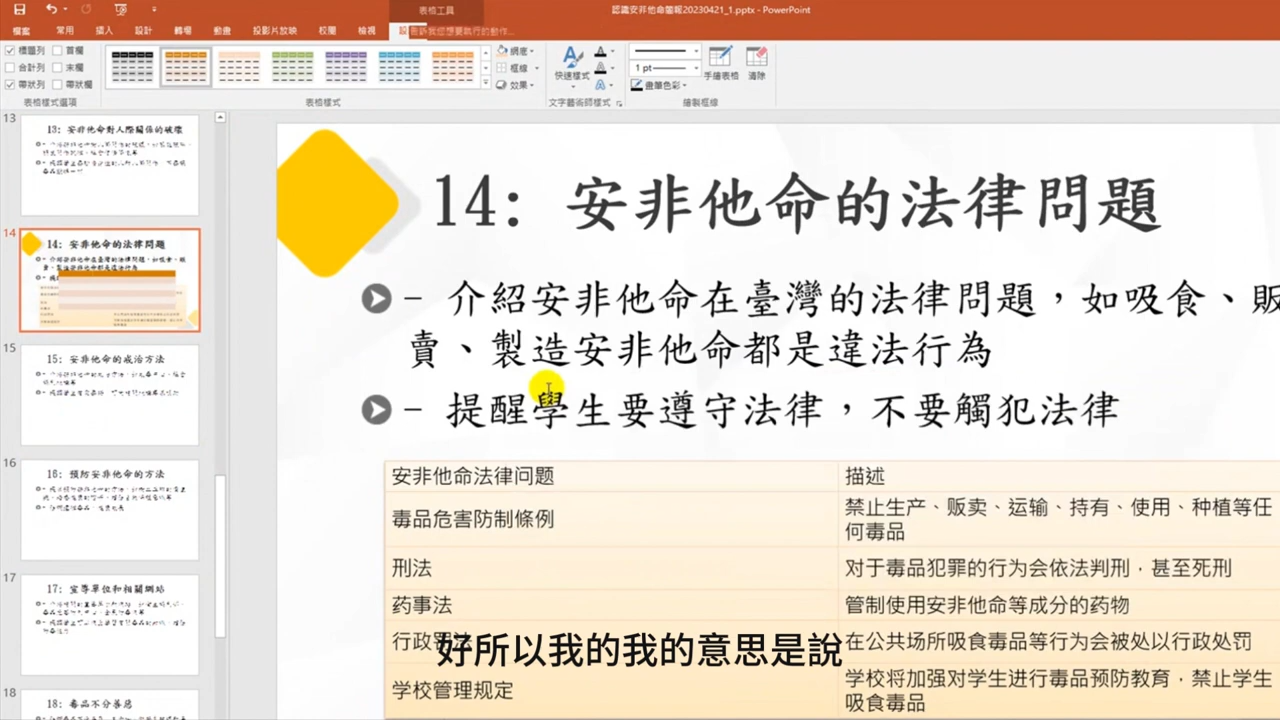 認識安非他命簡報20230421_1.pptx - PowerPoint
表格工具
檔案 常用 插入 設計 轉場 動畫 投影片放映 校閱 檢視
告訴我您想要執行的動作...
標題列 首欄
合計列 末欄
帶狀列 帶狀欄
網底
框線
效果
快速樣式
1 pt
畫筆色彩
手繪表格 清除
表格樣式選項 表格樣式 文字藝術師樣式 繪製框線
13
13: 安非他命對人際關係的破壞
14
14: 安非他命的法律問題
15
15: 安非他命的戒治方法
16
16: 預防安非他命的方法
17
17: 宣導單位和相關網站
18
18: 毒品不分善惡
14: 安非他命的法律問題
- 介紹安非他命在臺灣的法律問題，如吸食、販
賣、製造安非他命都是違法行為
- 提醒學生要遵守法律，不要觸犯法律
安非他命法律问题 描述
毒品危害防制條例 禁止生产、贩卖、运输、持有、使用、种植等任
何毒品
刑法 对于毒品犯罪的行为会依法判刑，甚至死刑
药事法 管制使用安非他命等成分的药物
行政 在公共场所吸食毒品等行为会被处以行政处罚
学校管理规定 学校将加强对学生进行毒品预防教育，禁止学生
吸食毒品
好所以我的我的意思是說